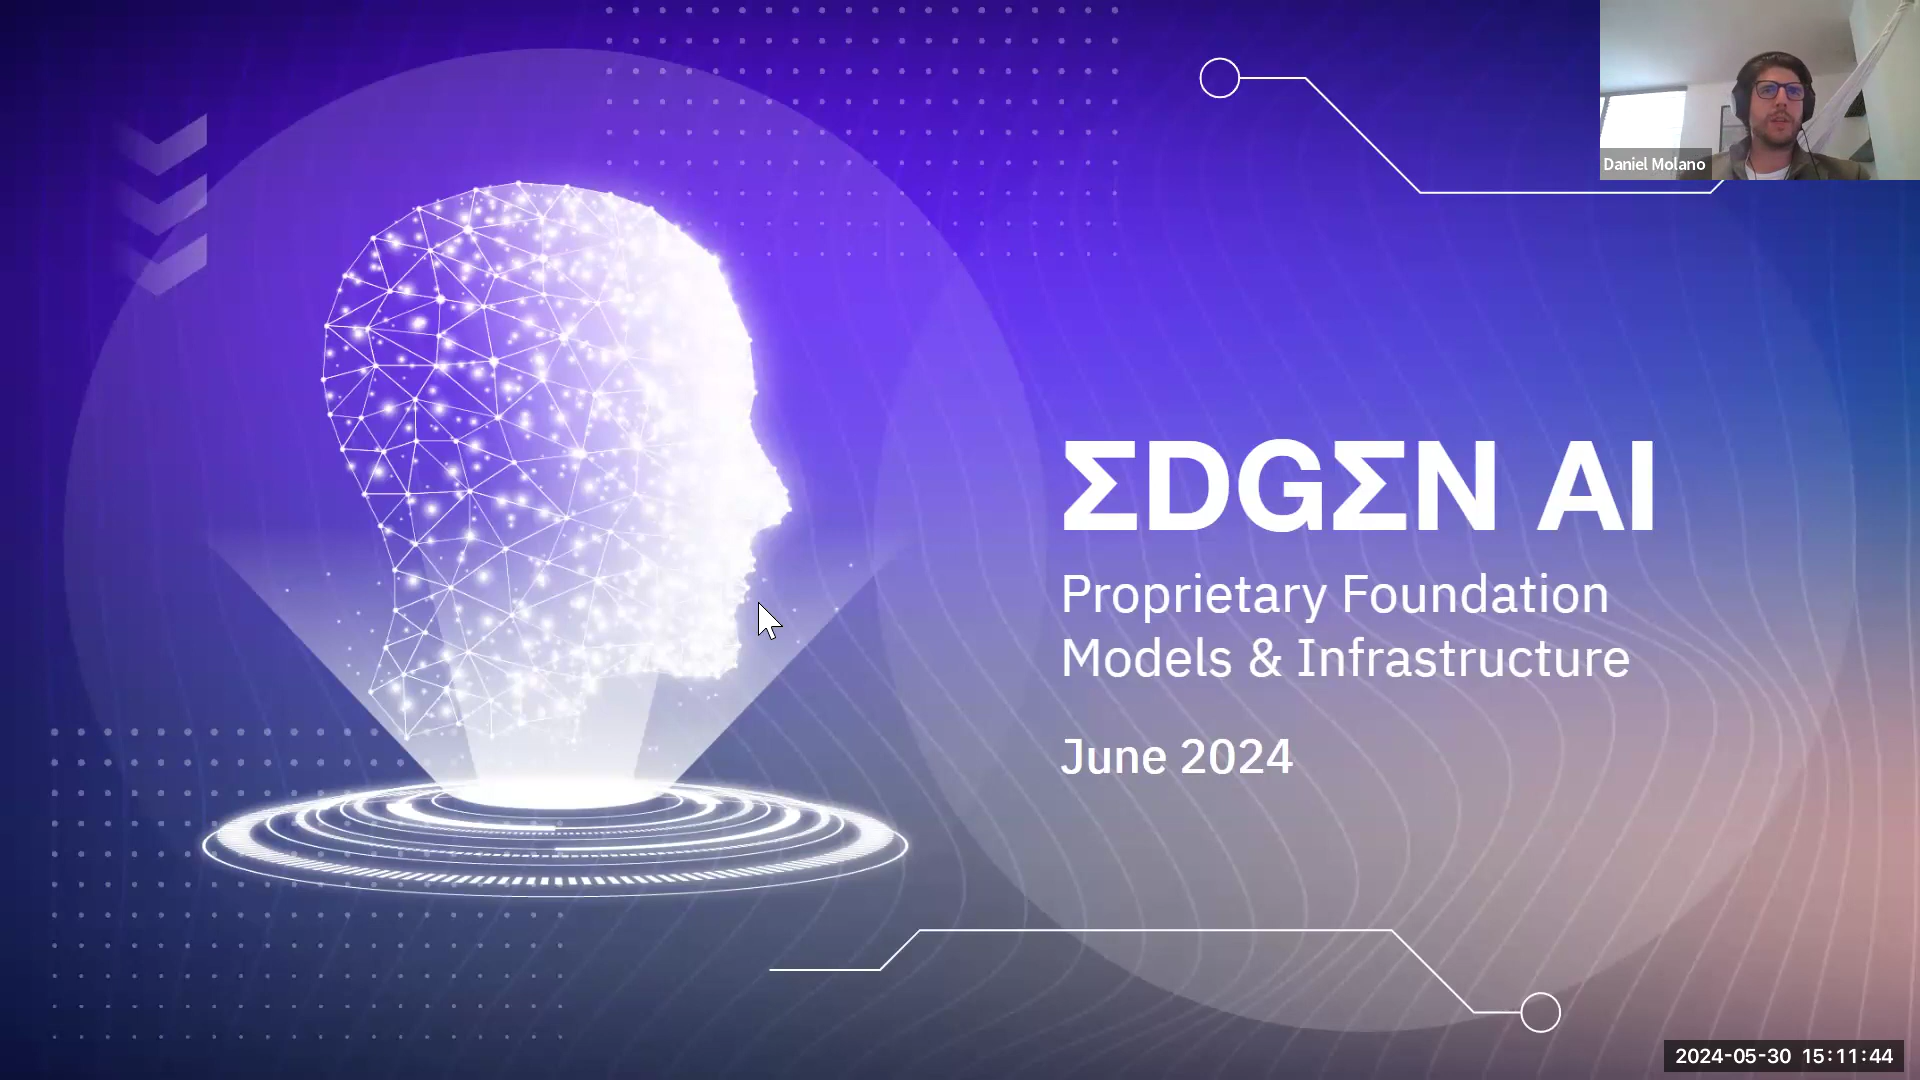 Daniel Molano
ΣDGΣN AI
Proprietary Foundation
Models & Infrastructure
June 2024
2024-05-30 15:11:44